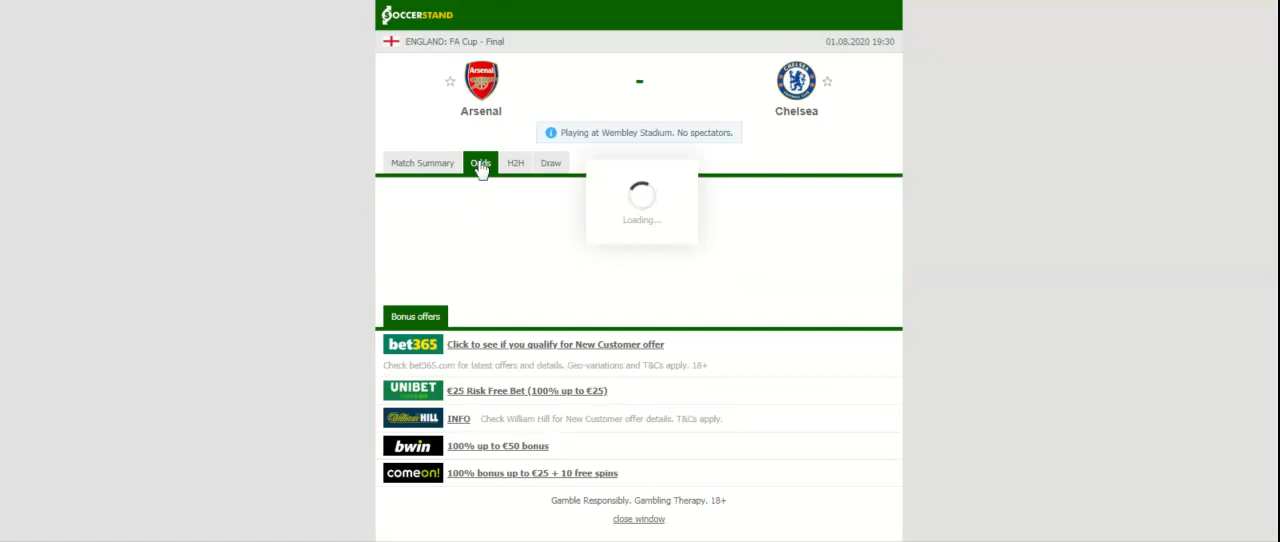 SOCCERSTAND
ENGLAND: FA Cup - Final 01.08.2020 19:30
Arsenal
CHELSEA
-
Arsenal Chelsea
Playing at Wembley Stadium. No spectators.
Match Summary Odds H2H Draw
Loading...
Bonus offers
bet365 Click to see if you qualify for New Customer offer
Check bet365.com for latest offers and details. Geo-variations and T&Cs apply. 18+
UNIBET €25 Risk Free Bet (100% up to €25)
William HILL INFO Check William Hill for New Customer offer details. T&Cs apply.
bwin 100% up to €50 bonus
comeon! 100% bonus up to €25 + 10 free spins
Gamble Responsibly. Gambling Therapy. 18+
close window